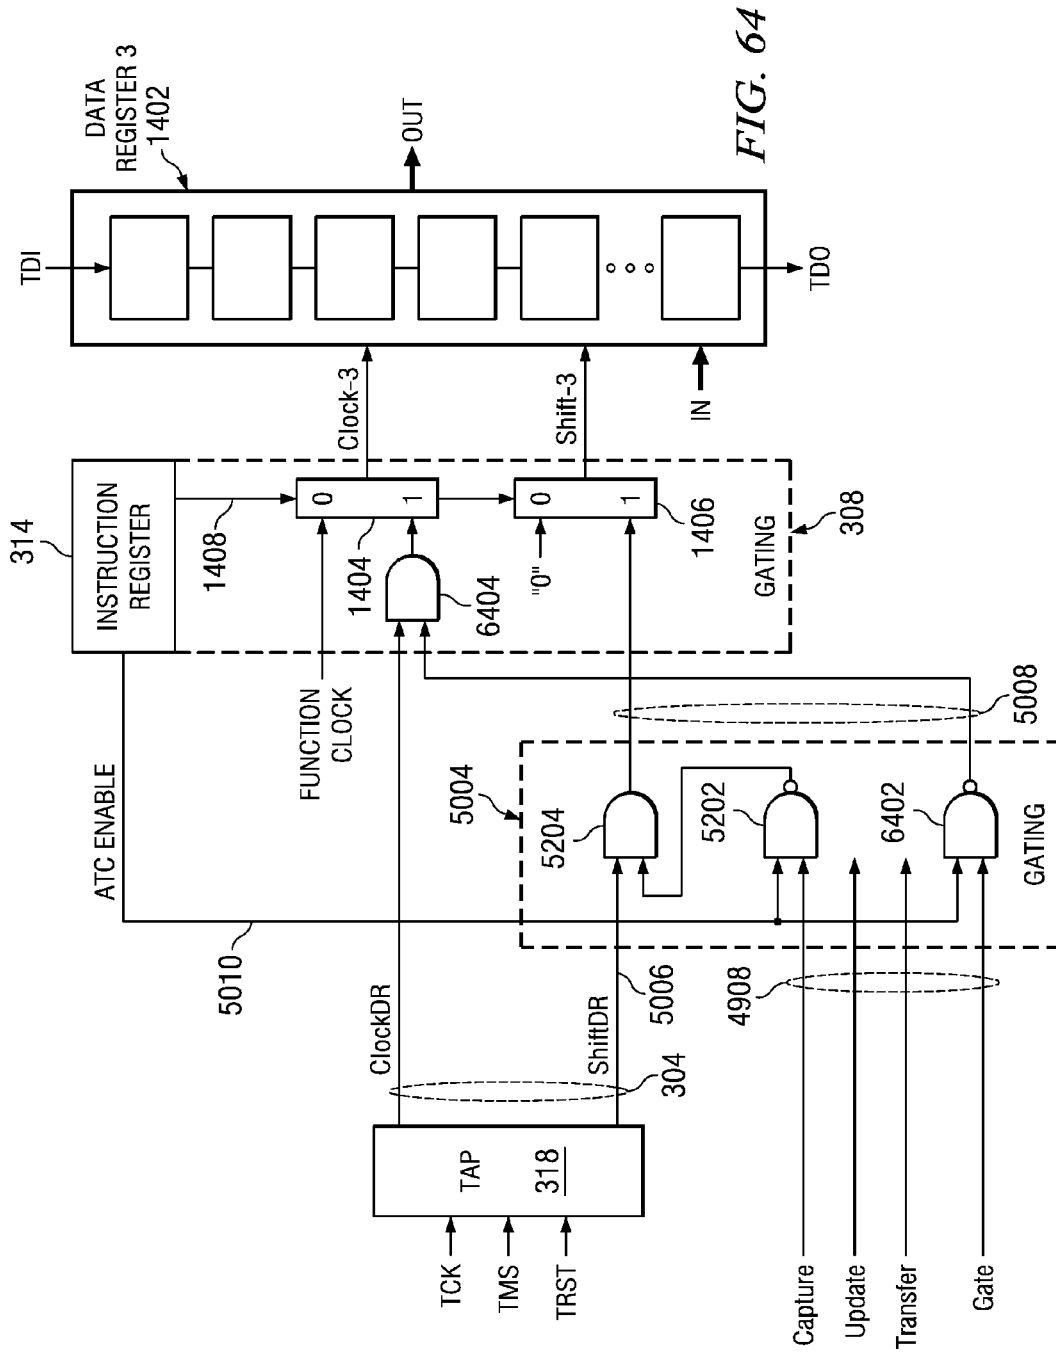 DATA
REGISTER 3
1402
TDI
OUT
TDO
IN
Clock-3
Shift-3
314
INSTRUCTION
REGISTER
1408
0
1
1404
6404
0
1
"0"
1406
GATING
308
FUNCTION
CLOCK
ATC ENABLE
5010
5004
5204
5202
6402
GATING
5008
ClockDR
ShiftDR
5006
4908
304
TAP
318
TCK
TMS
TRST
Capture
Update
Transfer
Gate
FIG. 64